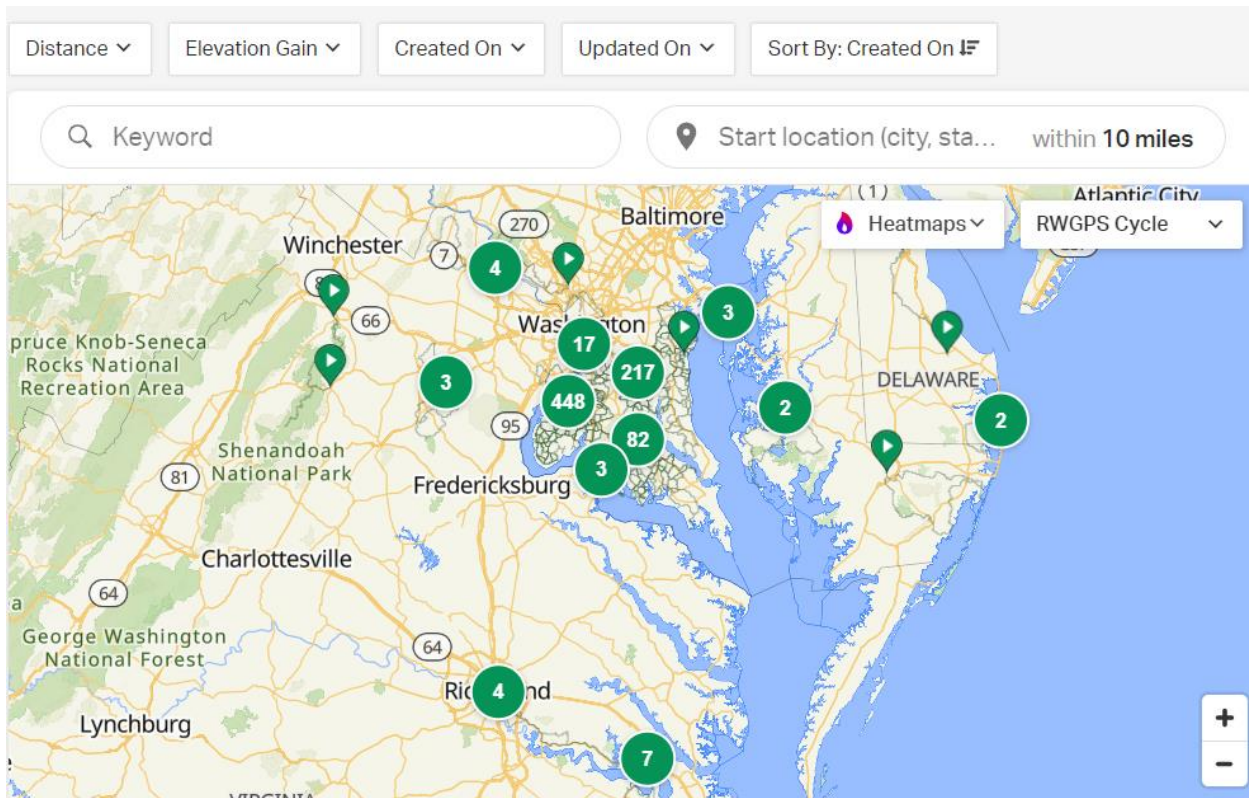 Distance
Elevation Gain
Created On
Updated On
Sort By: Created On
Keyword
Start location (city, sta...
within 10 miles
1
Atlantic City
270
Baltimore
Heatmaps
RWGPS Cycle
Winchester
7
4
66
Washington
3
17
pruce Knob-Seneca
Rocks National
Recreation Area
3
217
DELAWARE
448
2
2
95
82
Shenandoah
National Park
3
81
Fredericksburg
Charlottesville
64
a
George Washington
National Forest
64
4
Lynchburg
+
7
−
VIRGINIA